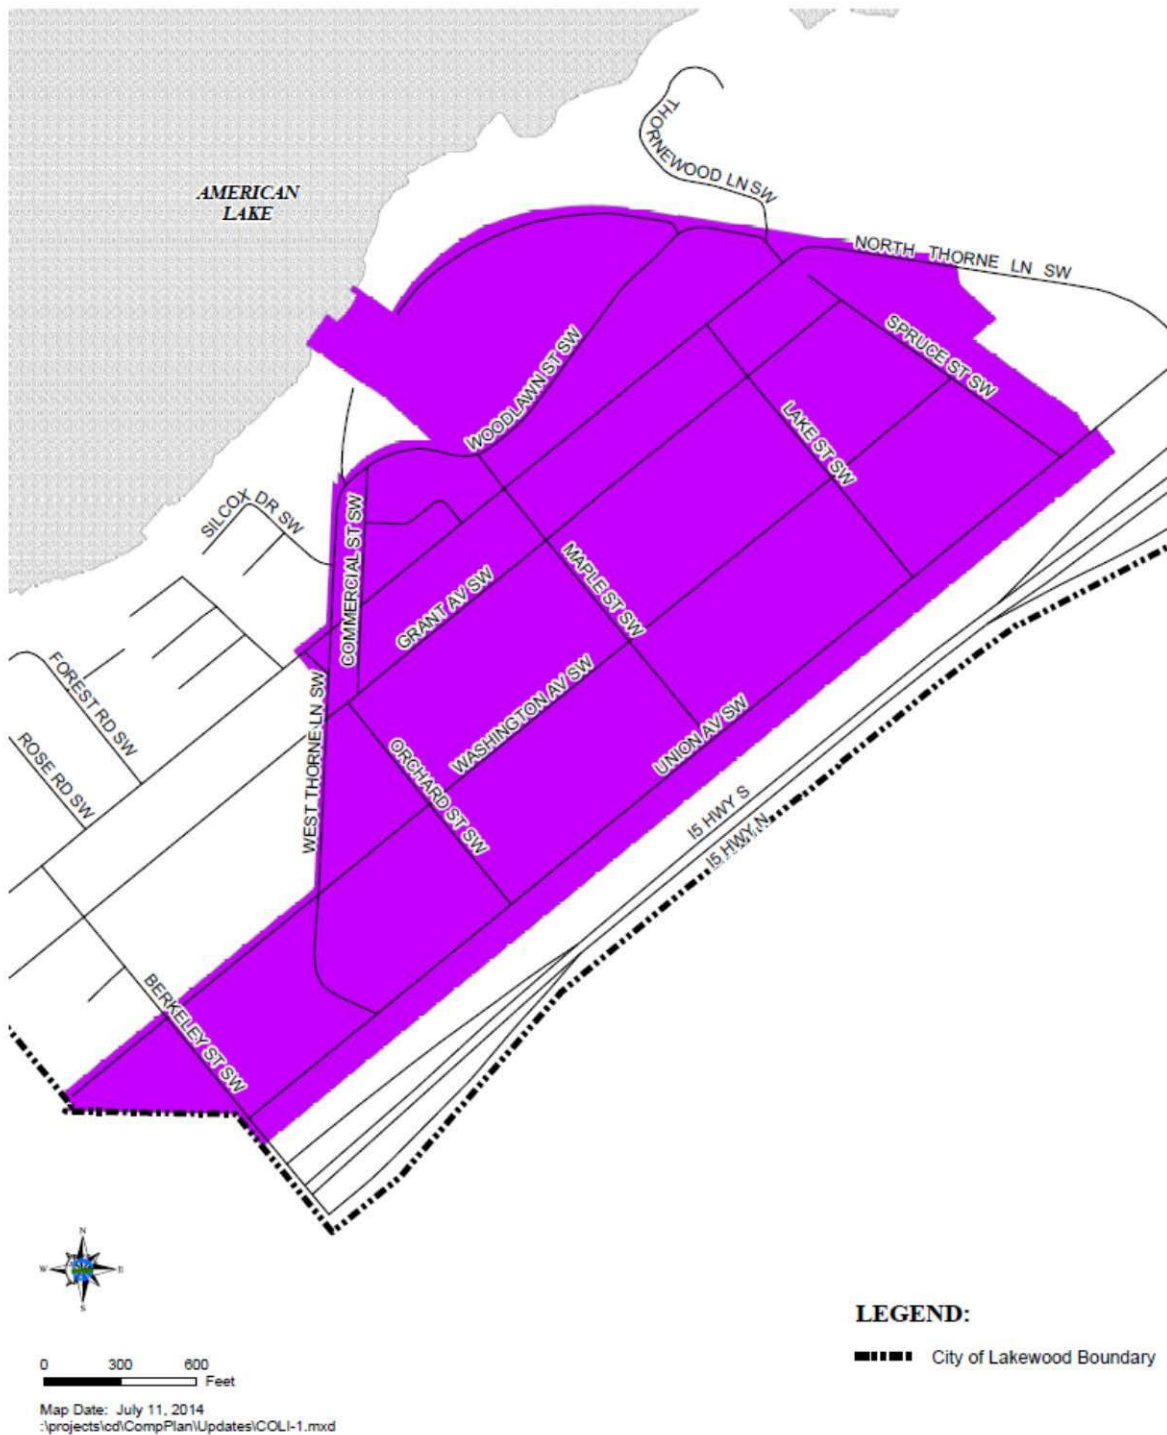 THORNEWOOD LN SW
AMERICAN
LAKE
NORTH THORNE LN SW
SPRUCE ST SW
WOODLAWN ST SW
LAKE ST SW
SILCOX DR SW
COMMERCIAL ST SW
MAPLE ST SW
GRANT AV SW
FOREST RD SW
WASHINGTON AV SW
WEST THORNE LN SW
UNION AV SW
ROSE RD SW
ORCHARD ST SW
I5 HWY S
I5 HWY N
BERKELEY ST SW
N
W
E
S
LEGEND:
City of Lakewood Boundary
0 300 600
Feet
Map Date: July 11, 2014
:\projects\cd\CompPlan\Updates\COLI-1.mxd